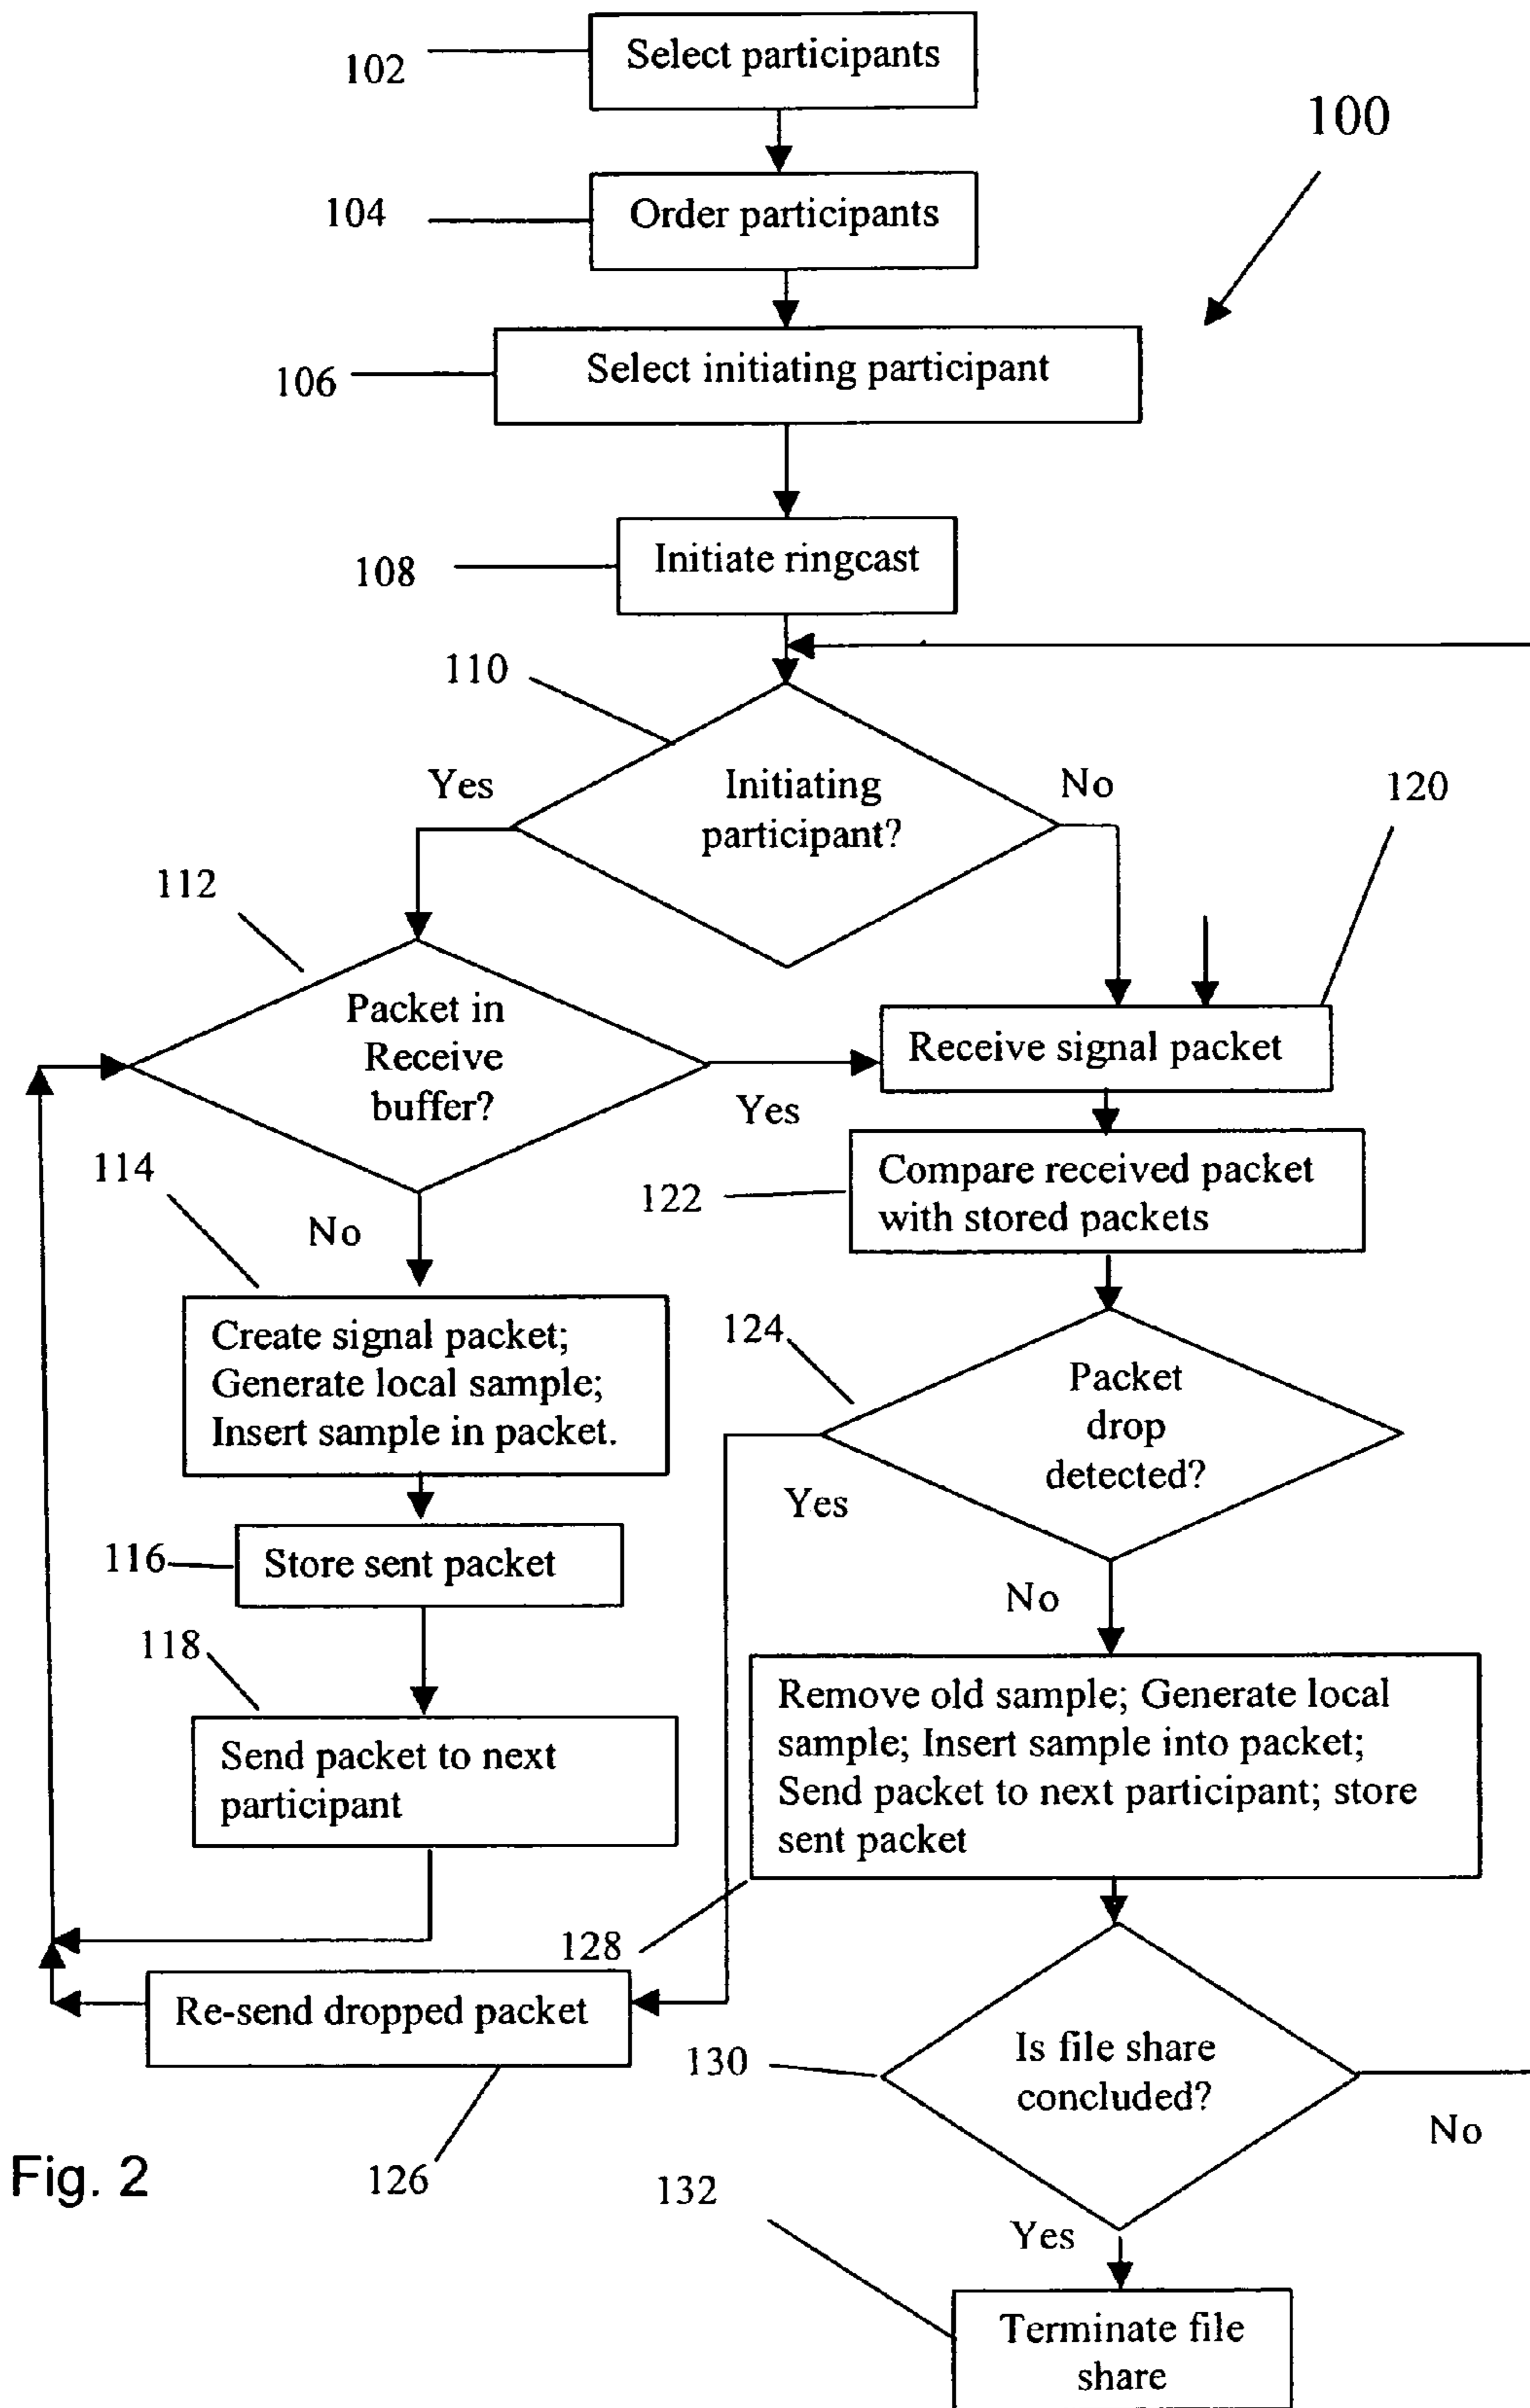 Select participants
102
100
104
Order participants
106
Select initiating participant
108
Initiate ringcast
110
Yes
Initiating
participant?
No
120
112
Packet in
Receive
buffer?
Yes
Receive signal packet
114
No
122
Compare received packet
with stored packets
Create signal packet;
Generate local sample;
Insert sample in packet.
124
Packet
drop
detected?
Yes
116
Store sent packet
No
118
Send packet to next
participant
Remove old sample; Generate local
sample; Insert sample into packet;
Send packet to next participant; store
sent packet
128
Re-send dropped packet
126
130
Is file share
concluded?
No
Fig. 2
132
Yes
Terminate file
share